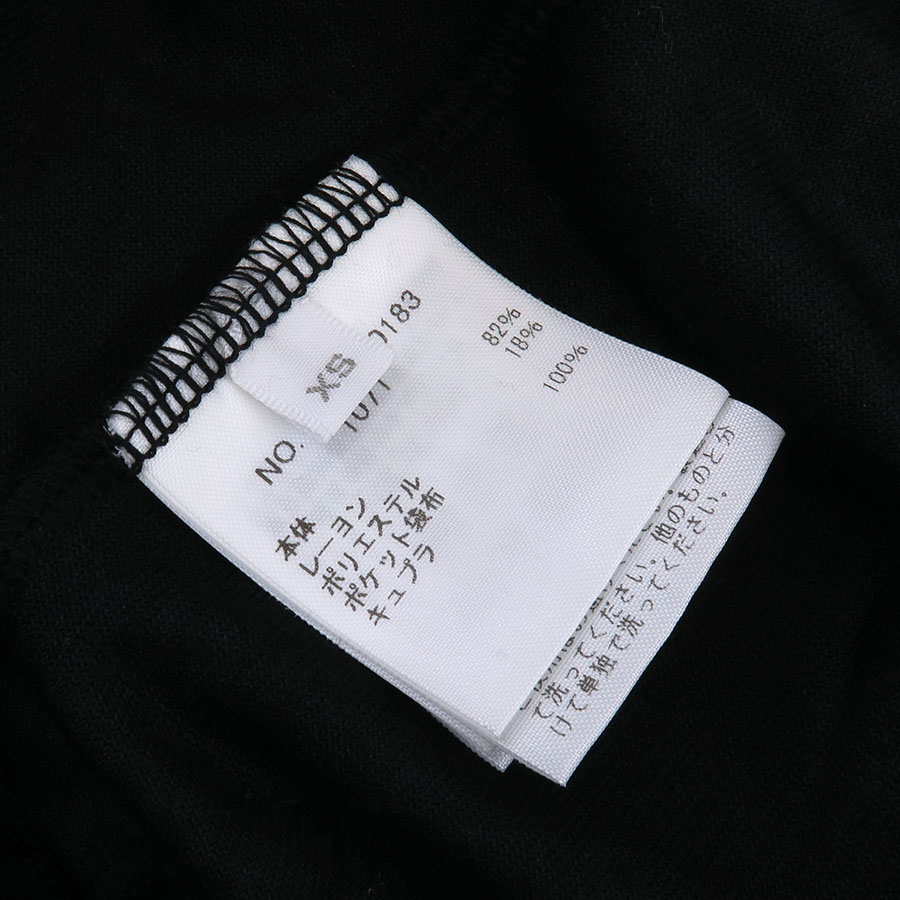 XS
NO. 107
0183
本体
レーヨン 82%
ポリエステル 18%
ポケット袋布
キュプラ 100%
て洗ってください。他のものと分
けて単独で洗ってください。